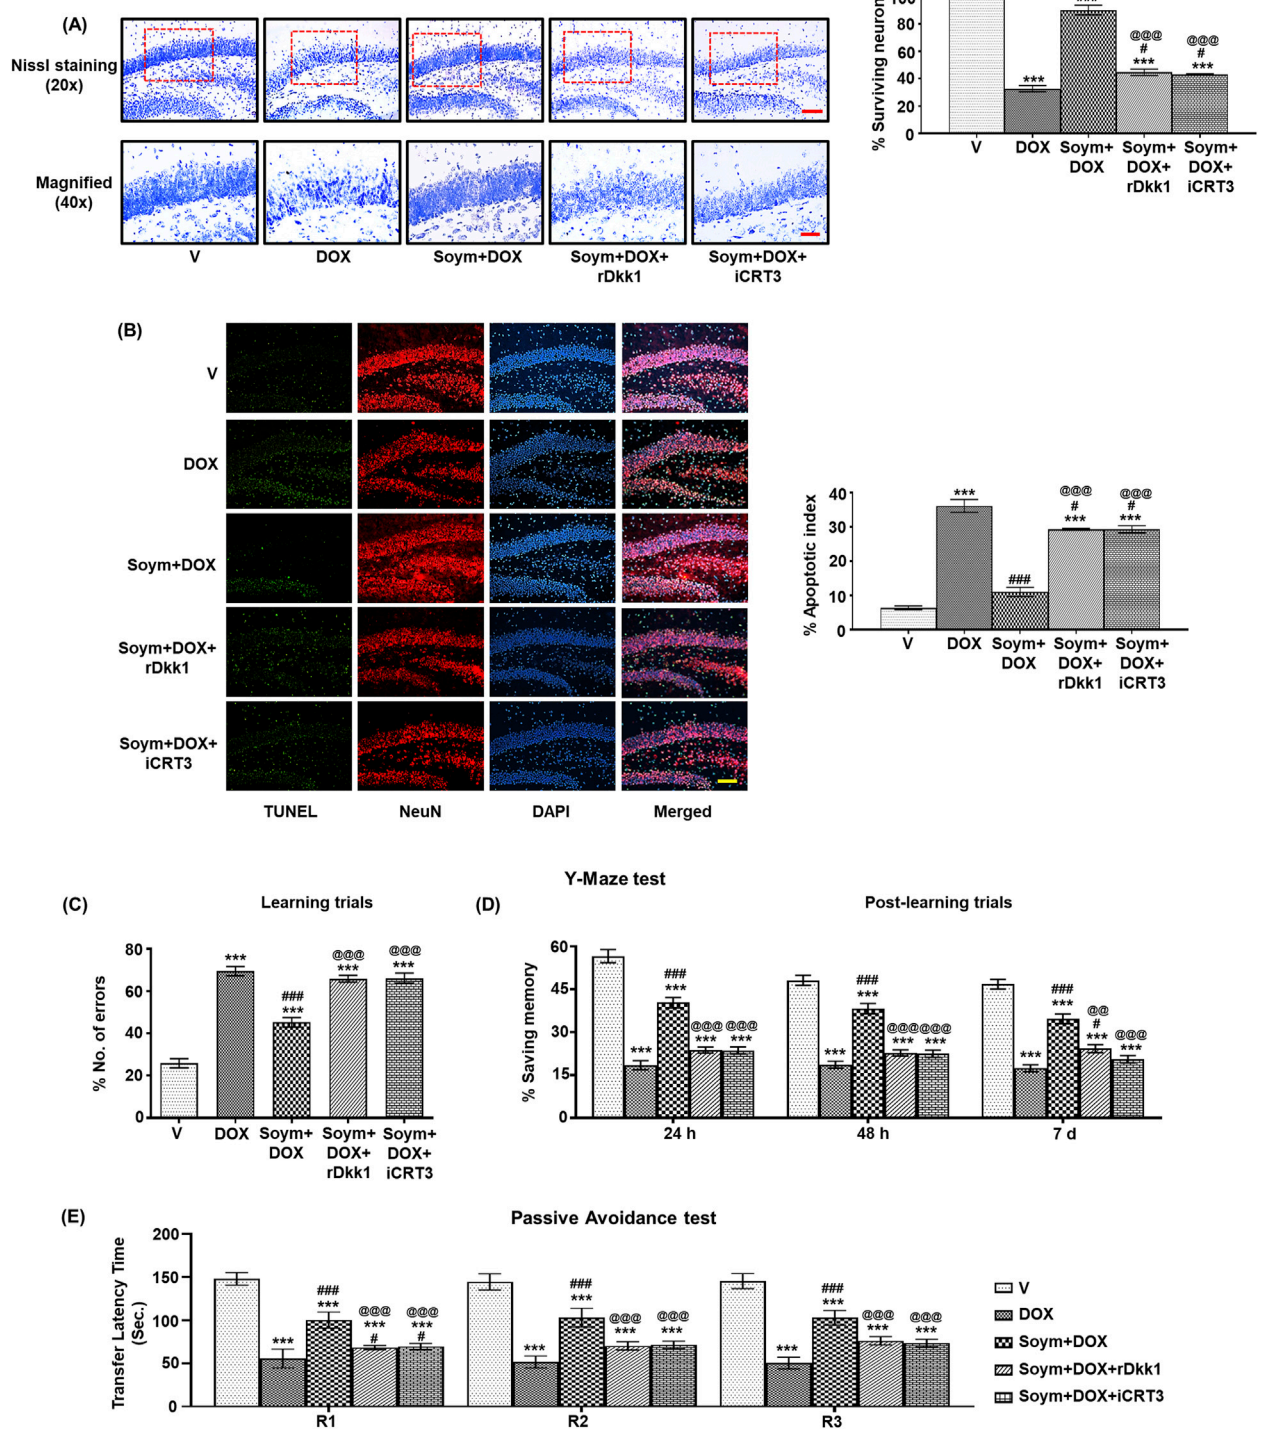 (A)
Nissl staining
(20x)
Magnified
(40x)
V
DOX
Soym+DOX
Soym+DOX+
rDkk1
Soym+DOX+
iCRT3
% Surviving neuron
100
80
60
40
20
0
***
###
@@@
#
***
@@@
#
***
V
DOX
Soym+
DOX
Soym+
DOX+
rDkk1
Soym+
DOX+
iCRT3
(B)
V
DOX
Soym+DOX
Soym+DOX+
rDkk1
Soym+DOX+
iCRT3
TUNEL
NeuN
DAPI
Merged
% Apoptotic index
40
30
20
10
0
***
###
@@@
#
***
@@@
#
***
V
DOX
Soym+
DOX
Soym+
DOX+
rDkk1
Soym+
DOX+
iCRT3
Y-Maze test
(C)
Learning trials
% No. of errors
80
60
40
20
0
***
###
***
@@@
***
@@@
***
V
DOX
Soym+
DOX
Soym+
DOX+
rDkk1
Soym+
DOX+
iCRT3
(D)
Post-learning trials
% Saving memory
60
45
30
15
0
***
###
***
@@@
***
@@@
***
***
###
***
@@@
***
@@@
***
***
###
***
@@
#
***
@@@
***
24 h
48 h
7 d
(E)
Passive Avoidance test
Transfer Latency Time
(Sec.)
200
150
100
50
0
***
###
***
@@@
***
#
@@@
***
#
***
###
***
@@@
***
@@@
***
***
###
***
@@@
***
@@@
***
R1
R2
R3
V
DOX
Soym+DOX
Soym+DOX+rDkk1
Soym+DOX+iCRT3